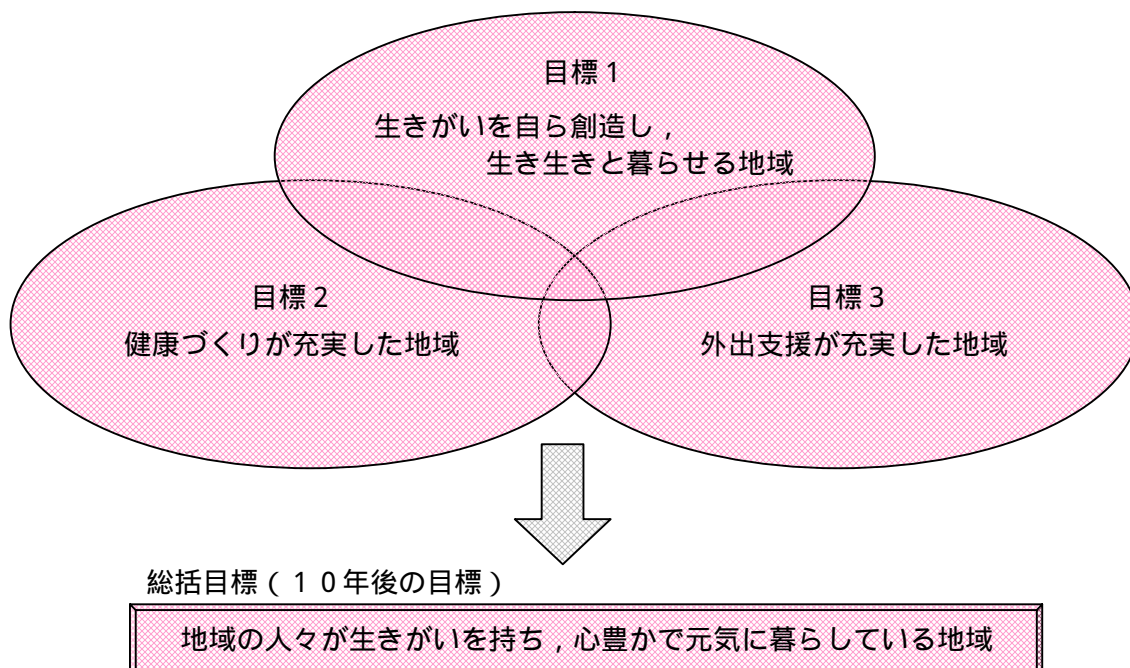 目標１
生きがいを自ら創造し，
生き生きと暮らせる地域
目標２
健康づくりが充実した地域
目標３
外出支援が充実した地域
総括目標（１０年後の目標）
地域の人々が生きがいを持ち，心豊かで元気に暮らしている地域